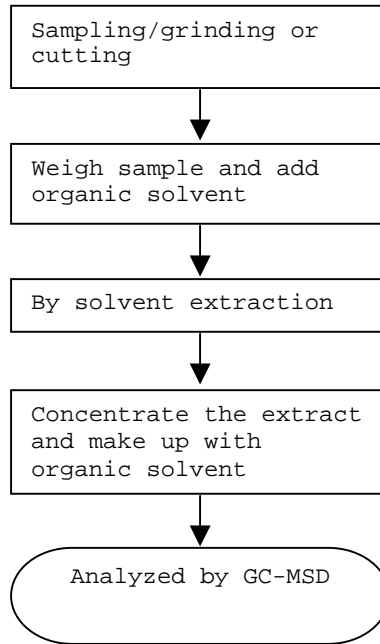 Sampling/grinding or
cutting
Weigh sample and add
organic solvent
By solvent extraction
Concentrate the extract
and make up with
organic solvent
Analyzed by GC-MSD